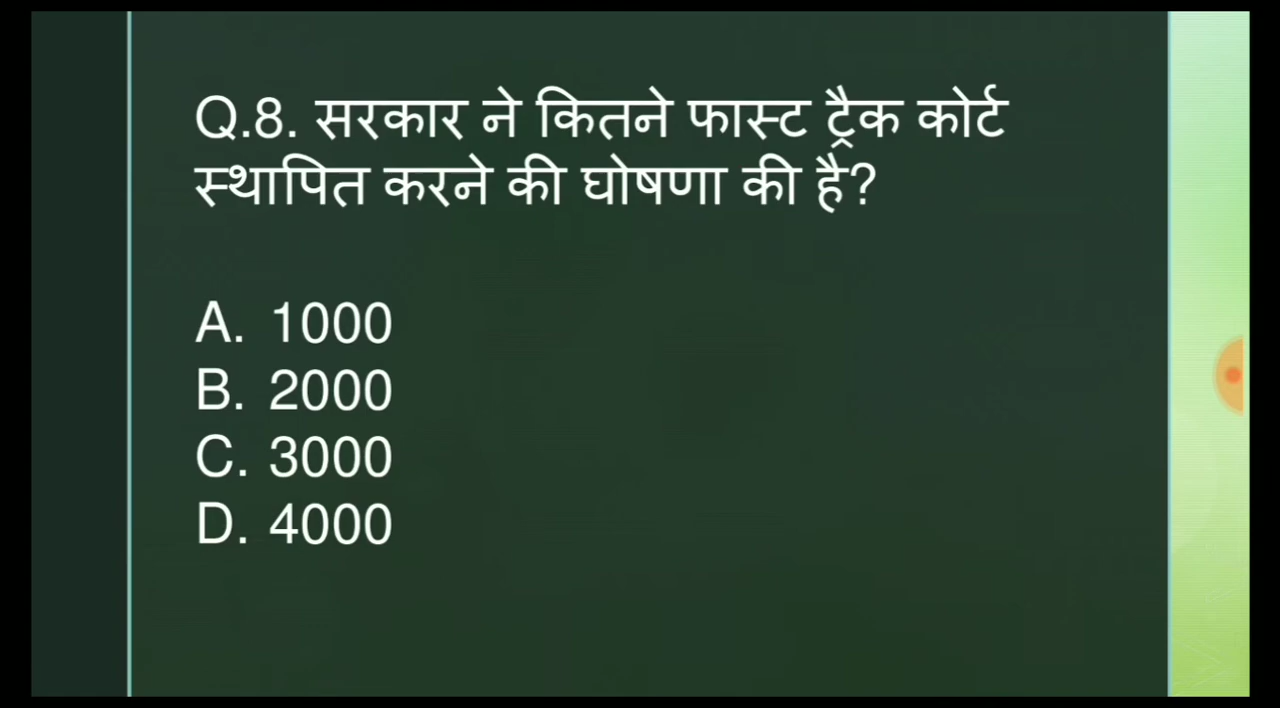 Q.8. सरकार ने कितने फास्ट ट्रैक कोर्ट
स्थापित करने की घोषणा की है?
A. 1000
B. 2000
C. 3000
D. 4000